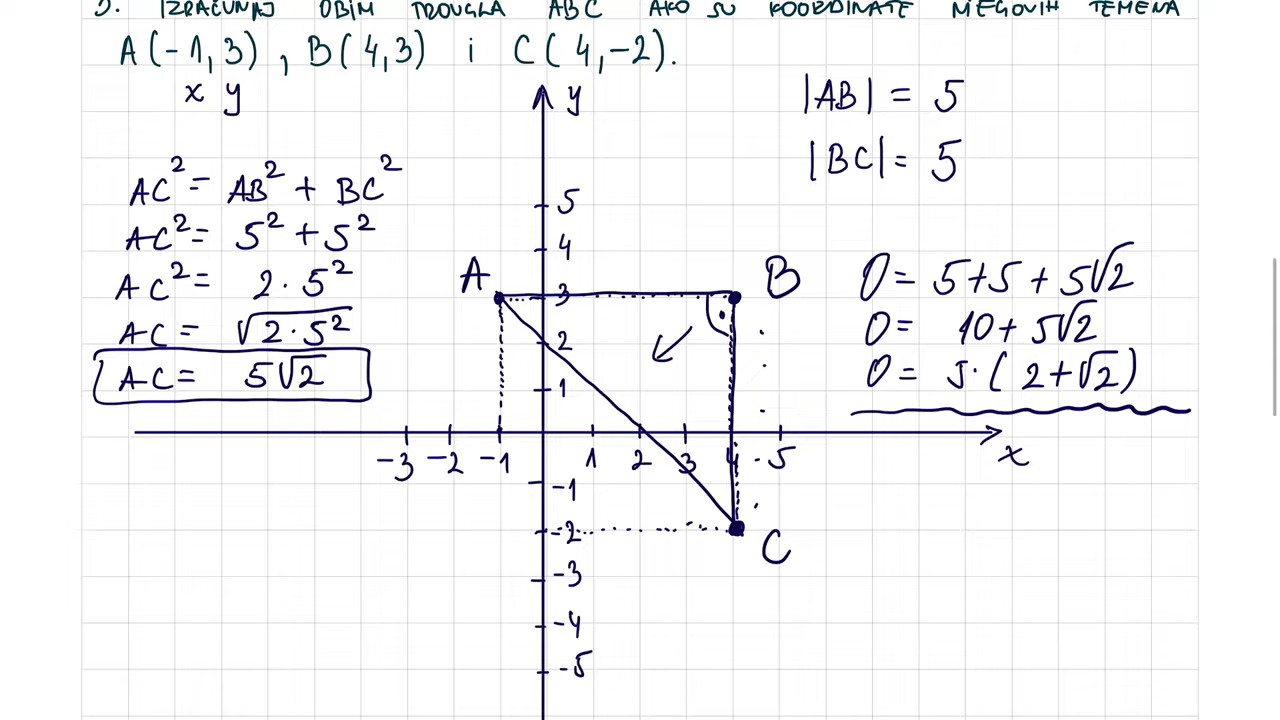 3. IZRAČUNAJ OBIM TROUGLA ABC AKO SU KOORDINATE NJEGOVIH TEMENA
A(-1,3) , B(4,3) i C(4,-2).
x y
|AB| = 5
|BC| = 5
AC² = AB² + BC²
AC² = 5² + 5²
AC² = 2 · 5²
AC = √2·5²
AC = 5√2
y
5
4
3
2
1
A
B
O = 5+5+5√2
O = 10+5√2
O = 5·(2+√2)
-3 -2 -1 1 2 3 4 5
x
-1
-2
-3
-4
-5
C